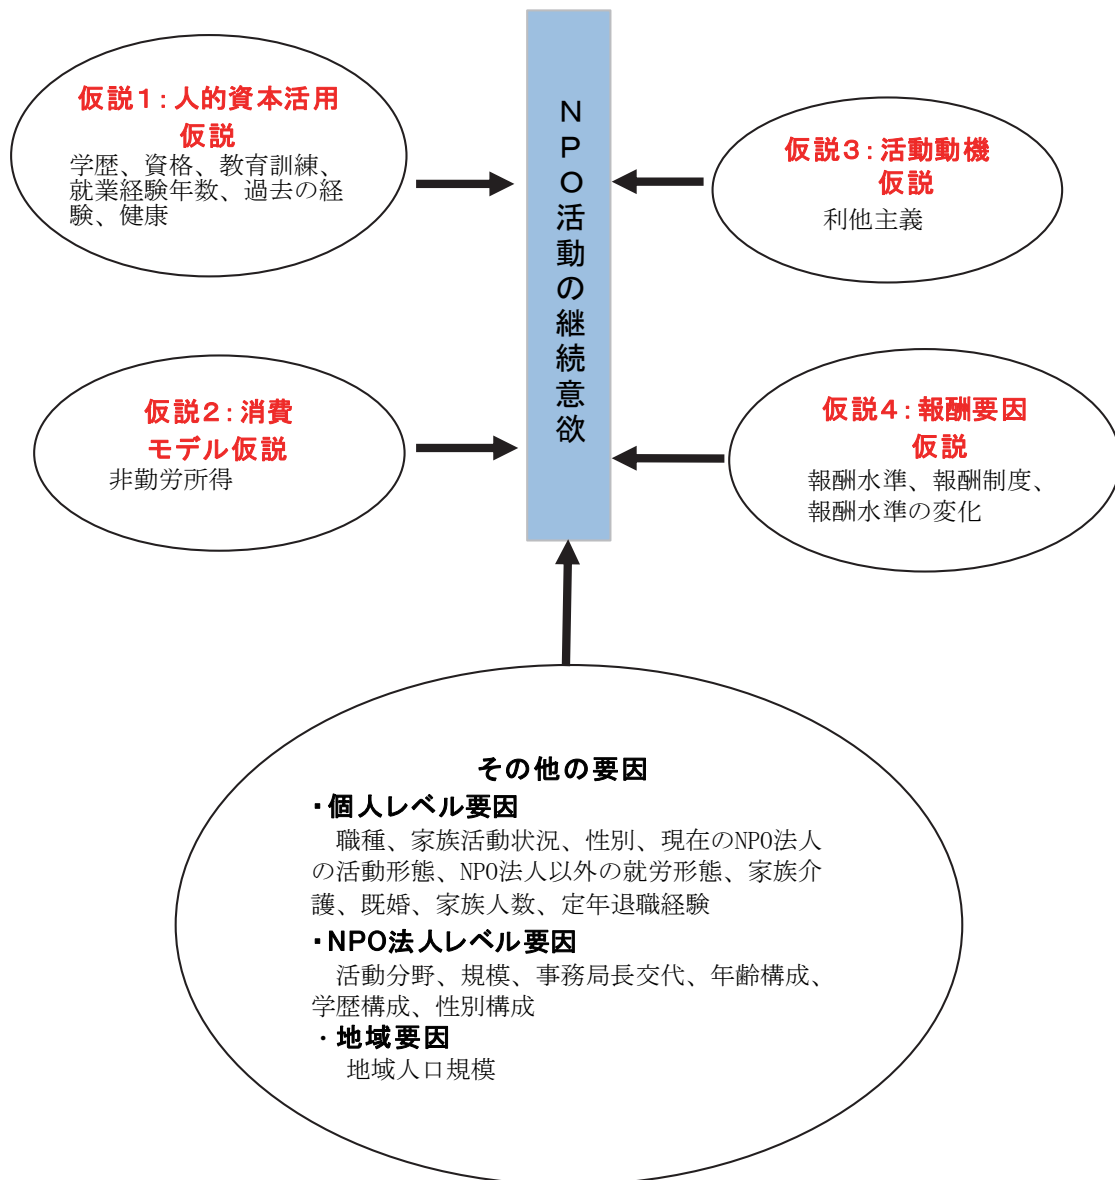 仮説1：人的資本活用
仮説
学歴、資格、教育訓練、
就業経験年数、過去の経
験、健康
仮説2：消費
モデル仮説
非勤労所得
NPO活動の継続意欲
仮説3：活動動機
仮説
利他主義
仮説4：報酬要因
仮説
報酬水準、報酬制度、
報酬水準の変化
その他の要因
・個人レベル要因
職種、家族活動状況、性別、現在のNPO法人
の活動形態、NPO法人以外の就労形態、家族介
護、既婚、家族人数、定年退職経験
・NPO法人レベル要因
活動分野、規模、事務局長交代、年齢構成、
学歴構成、性別構成
・地域要因
地域人口規模